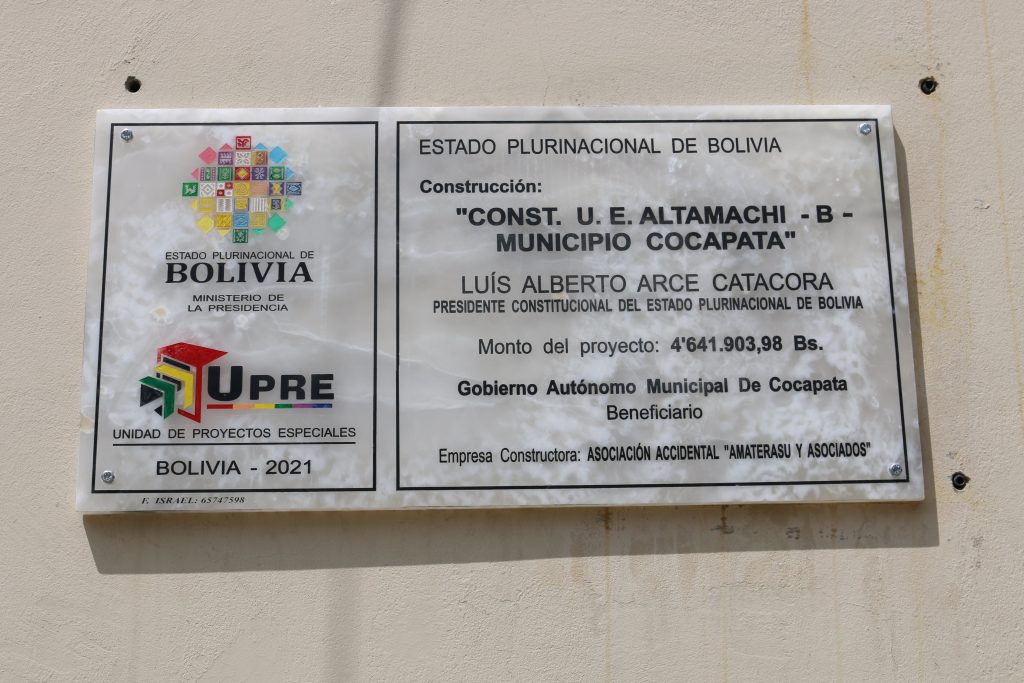 ESTADO PLURINACIONAL DE
BOLIVIA
MINISTERIO DE
LA PRESIDENCIA
UPRE
UNIDAD DE PROYECTOS ESPECIALES
BOLIVIA - 2021
F. ISRAEL: 65747598
ESTADO PLURINACIONAL DE BOLIVIA
Construcción:
"CONST. U. E. ALTAMACHI - B -
MUNICIPIO COCAPATA"
LUÍS ALBERTO ARCE CATACORA
PRESIDENTE CONSTITUCIONAL DEL ESTADO PLURINACIONAL DE BOLIVIA
Monto del proyecto: 4'641.903,98 Bs.
Gobierno Autónomo Municipal De Cocapata
Beneficiario
Empresa Constructora: ASOCIACIÓN ACCIDENTAL "AMATERASU Y ASOCIADOS"